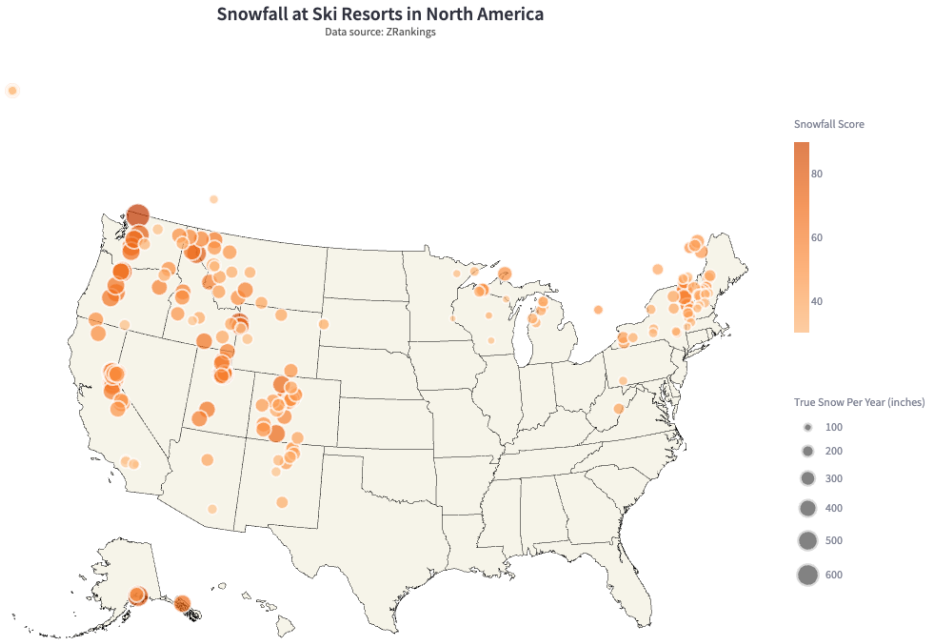 Snowfall at Ski Resorts in North America
Data source: ZRankings
Snowfall Score
80
60
40
True Snow Per Year (inches)
100
200
300
400
500
600